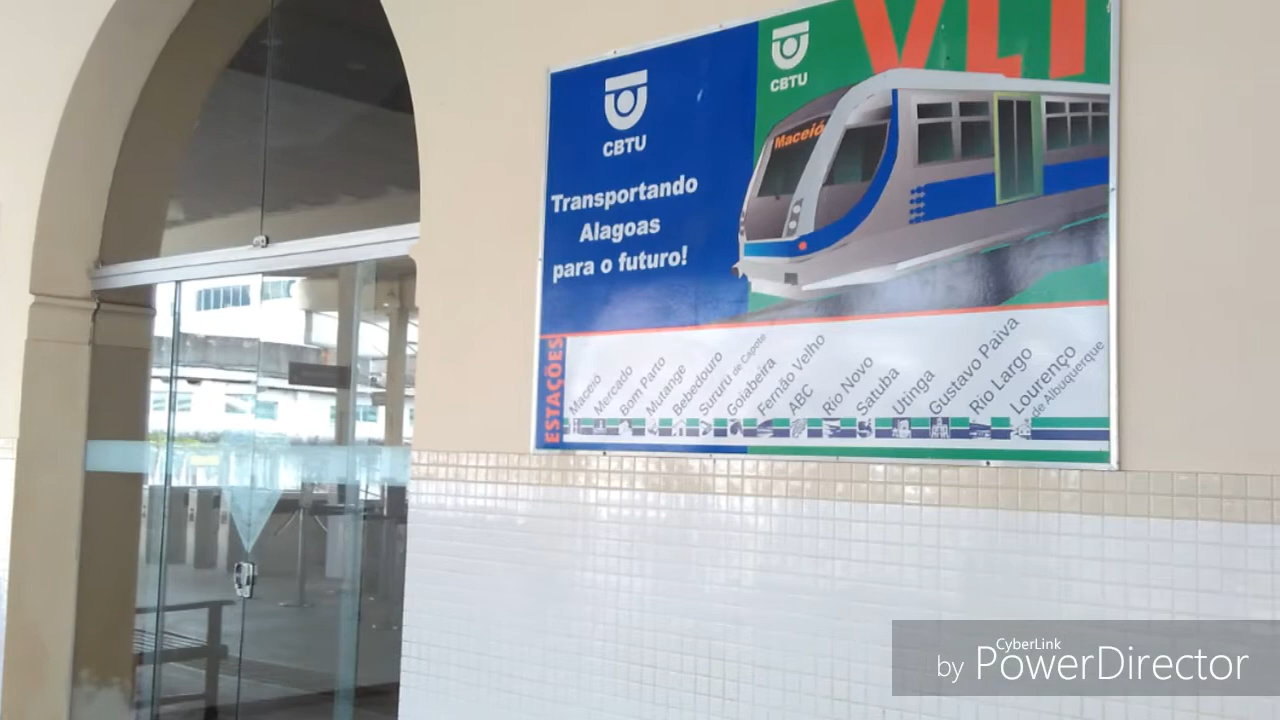 VLT
CBTU
CBTU
Maceió
Transportando
Alagoas
para o futuro!
ESTAÇÕES
Maceió
Mercado
Bom Parto
Mutange
Bebedouro
Sururu de Capote
Goiabeira
Fernão Velho
ABC
Rio Novo
Satuba
Utinga
Gustavo Paiva
Rio Largo
Lourenço
de Albuquerque
CyberLink
by PowerDirector